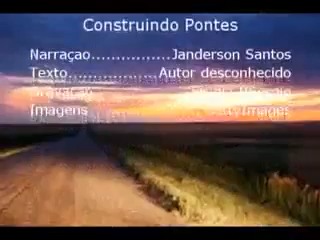 Construindo Pontes
Narraçao................Janderson Santos
Texto..................Autor desconhecido
Imagens